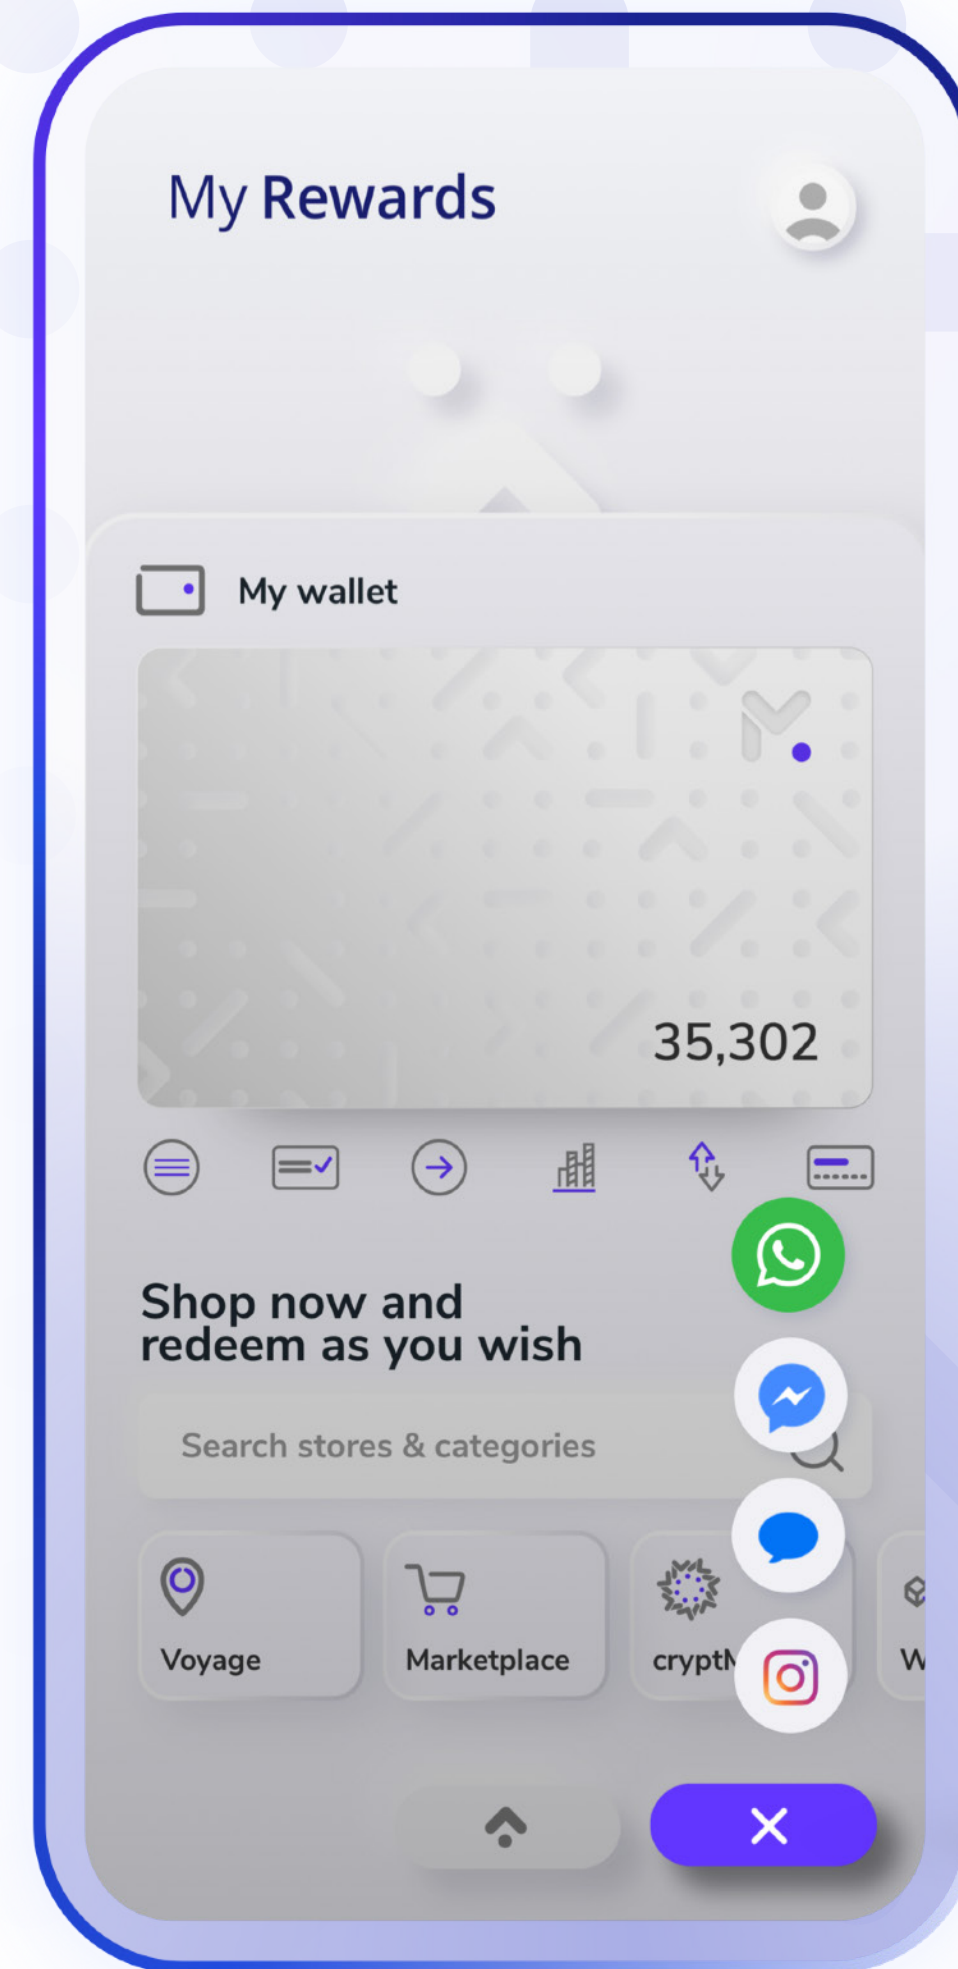 My Rewards
My wallet
35,302
Shop now and
redeem as you wish
Search stores & categories
Voyage
Marketplace